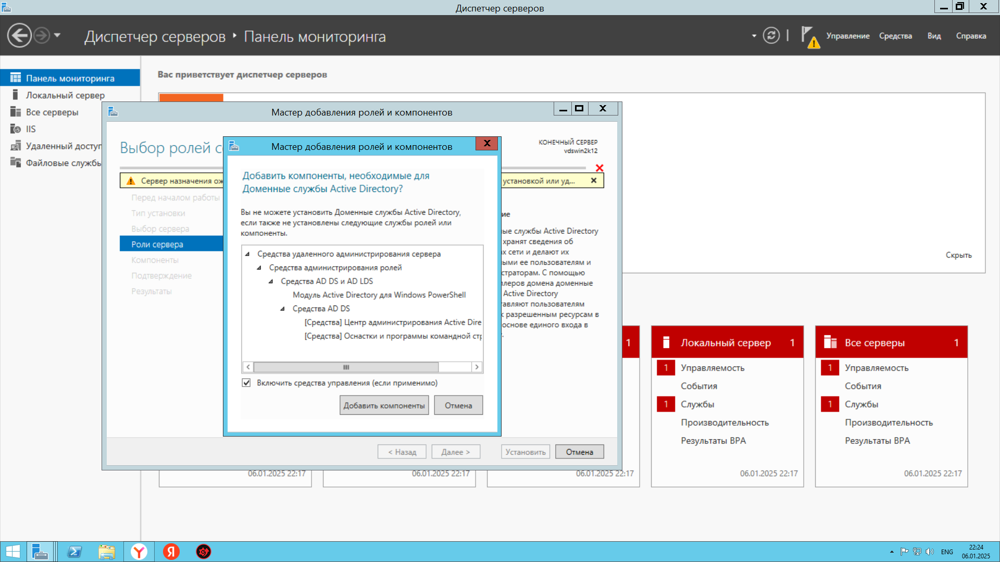 Диспетчер серверов
Диспетчер серверов
Панель мониторинга
Управление
Средства
Вид
Справка
Панель мониторинга
Локальный сервер
Все серверы
IIS
Удаленный доступ
Файловые службы
Вас приветствует диспетчер серверов
Скрыть
Мастер добавления ролей и компонентов
Выбор ролей
КОНЕЧНЫЙ СЕРВЕР
vdswin2k12
Сервер назначения
установкой или уд...
Перед началом работы
Тип установки
Выбор сервера
Роли сервера
Компоненты
Подтверждение
Результаты
службы Active Directory
хранят сведения об
сети и делают их
ее пользователям и
С помощью
домена доменные
Active Directory
пользователям
разрешенным ресурсам в
основе единого входа в
< Назад
Далее >
Установить
Отмена
Мастер добавления ролей и компонентов
Добавить компоненты, необходимые для
Доменные службы Active Directory?
Вы не можете установить Доменные службы Active Directory,
если также не установлены следующие службы ролей или
компоненты.
Средства удаленного администрирования сервера
Средства администрирования ролей
Средства AD DS и AD LDS
Модуль Active Directory для Windows PowerShell
Средства AD DS
[Средства] Центр администрирования Active Dire
[Средства] Оснастки и программы командной стр
Включить средства управления (если применимо)
Добавить компоненты
Отмена
1
Локальный сервер 1
1 Управляемость
События
1 Службы
Производительность
Результаты BPA
06.01.2025 22:17
Все серверы 1
1 Управляемость
События
1 Службы
Производительность
Результаты BPA
06.01.2025 22:17
06.01.2025 22:17
06.01.2025 22:17
06.01.2025 22:17
Я
ENG
22:24
06.01.2025